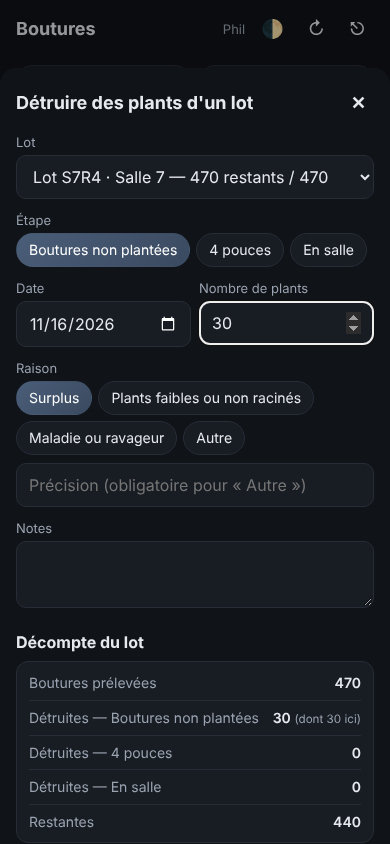 Boutures
Phil
Détruire des plants d'un lot
×
Lot
Lot S7R4 · Salle 7 — 470 restants / 470
Étape
Boutures non plantées
4 pouces
En salle
Date
Nombre de plants
11/16/2026
30
Raison
Surplus
Plants faibles ou non racinés
Maladie ou ravageur
Autre
Précision (obligatoire pour « Autre »)
Notes
Décompte du lot
Boutures prélevées 470
Détruites — Boutures non plantées 30 (dont 30 ici)
Détruites — 4 pouces 0
Détruites — En salle 0
Restantes 440